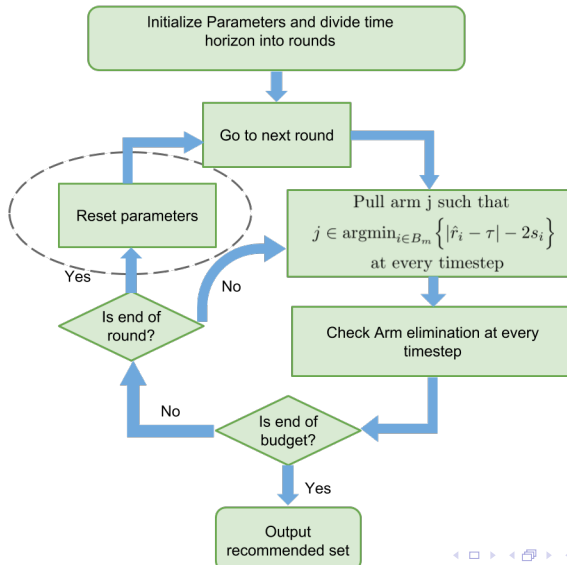 Initialize Parameters and divide time
horizon into rounds
Go to next round
Reset parameters
Pull arm j such that
j ∈ argmin_{i∈B_m} {|r̂_i − τ| − 2s_i}
at every timestep
Yes
No
Is end of
round?
Check Arm elimination at every
timestep
No
Is end of
budget?
Yes
Output
recommended set